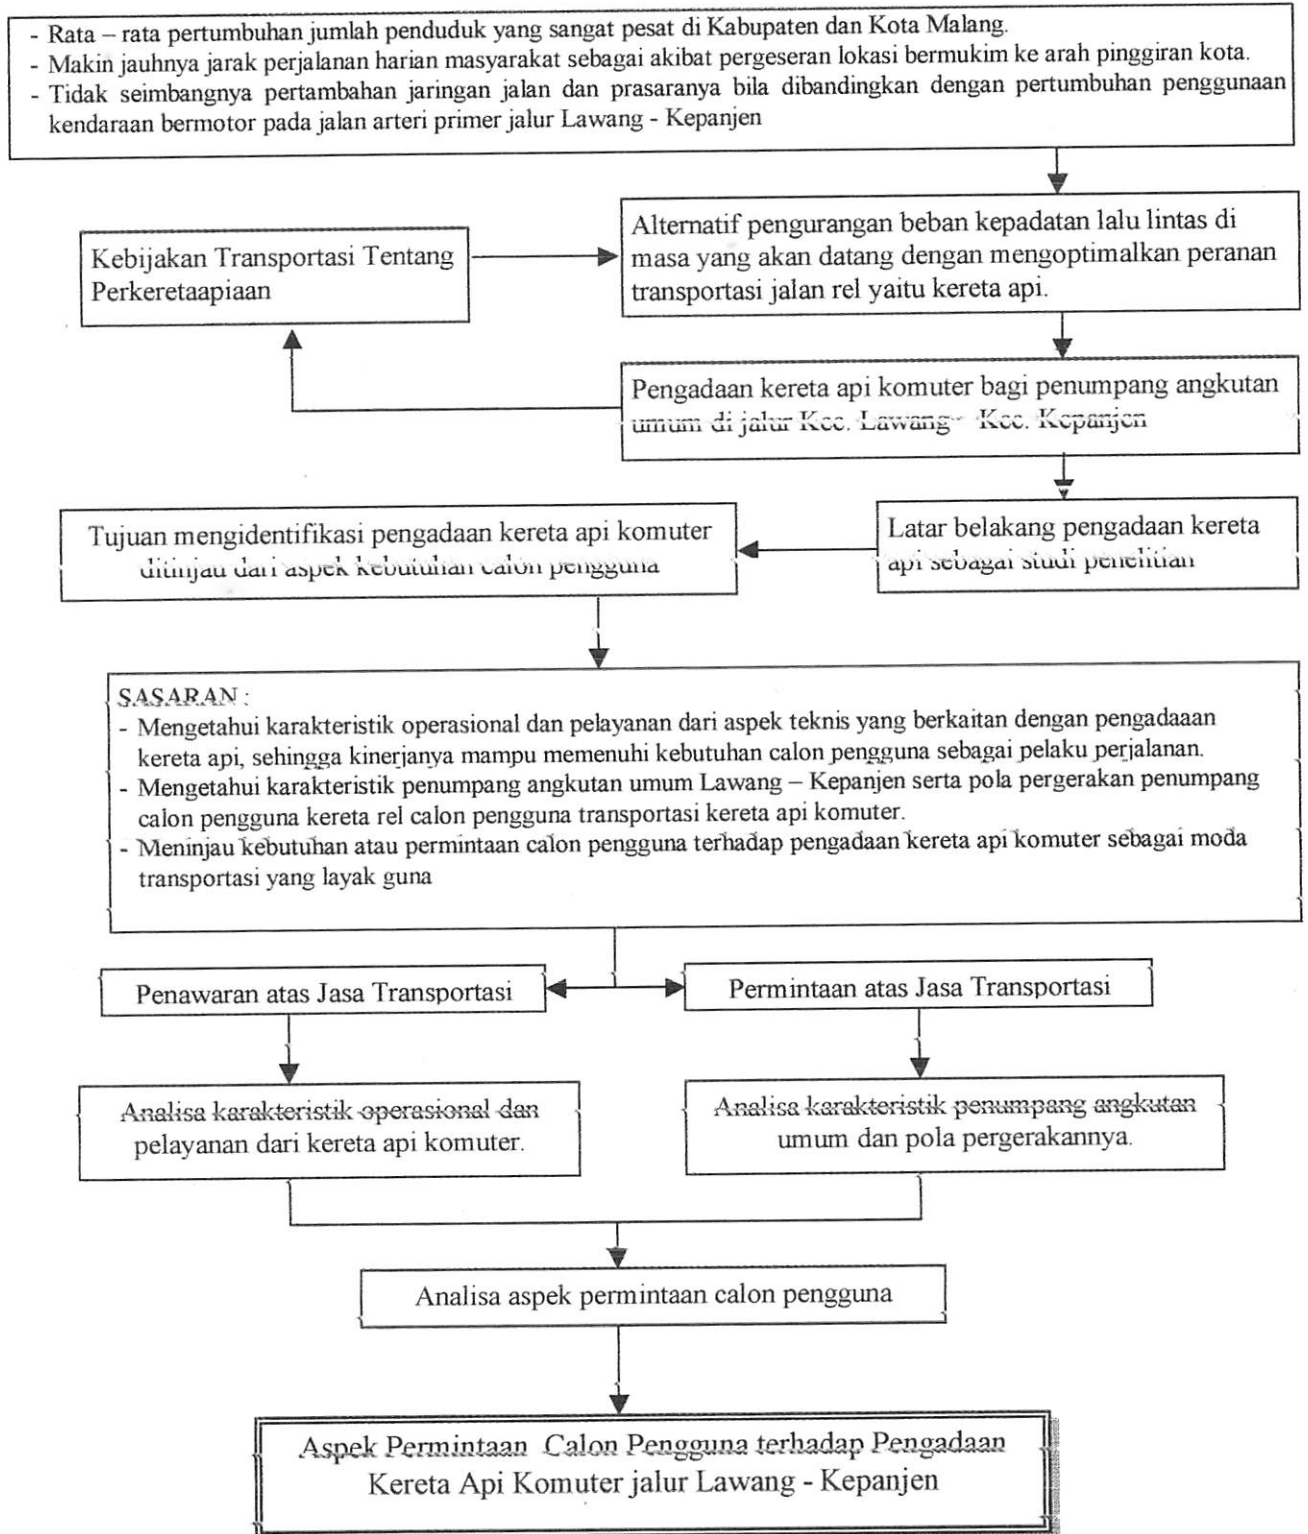 - Rata – rata pertumbuhan jumlah penduduk yang sangat pesat di Kabupaten dan Kota Malang.
- Makin jauhnya jarak perjalanan harian masyarakat sebagai akibat pergeseran lokasi bermukim ke arah pinggiran kota.
- Tidak seimbangnya pertambahan jaringan jalan dan prasaranya bila dibandingkan dengan pertumbuhan penggunaan
kendaraan bermotor pada jalan arteri primer jalur Lawang - Kepanjen
Kebijakan Transportasi Tentang
Perkeretaapiaan
Alternatif pengurangan beban kepadatan lalu lintas di
masa yang akan datang dengan mengoptimalkan peranan
transportasi jalan rel yaitu kereta api.
Pengadaan kereta api komuter bagi penumpang angkutan
umum di jalur Kec. Lawang - Kec. Kepanjen
Latar belakang pengadaan kereta
api sebagai studi penelitian
Tujuan mengidentifikasi pengadaan kereta api komuter
ditinjau dari aspek kebutuhan calon pengguna
SASARAN :
- Mengetahui karakteristik operasional dan pelayanan dari aspek teknis yang berkaitan dengan pengadaaan
kereta api, sehingga kinerjanya mampu memenuhi kebutuhan calon pengguna sebagai pelaku perjalanan.
- Mengetahui karakteristik penumpang angkutan umum Lawang – Kepanjen serta pola pergerakan penumpang
calon pengguna kereta rel calon pengguna transportasi kereta api komuter.
- Meninjau kebutuhan atau permintaan calon pengguna terhadap pengadaan kereta api komuter sebagai moda
transportasi yang layak guna
Penawaran atas Jasa Transportasi
Permintaan atas Jasa Transportasi
Analisa karakteristik operasional dan
pelayanan dari kereta api komuter.
Analisa karakteristik penumpang angkutan
umum dan pola pergerakannya.
Analisa aspek permintaan calon pengguna
Aspek Permintaan Calon Pengguna terhadap Pengadaan
Kereta Api Komuter jalur Lawang - Kepanjen